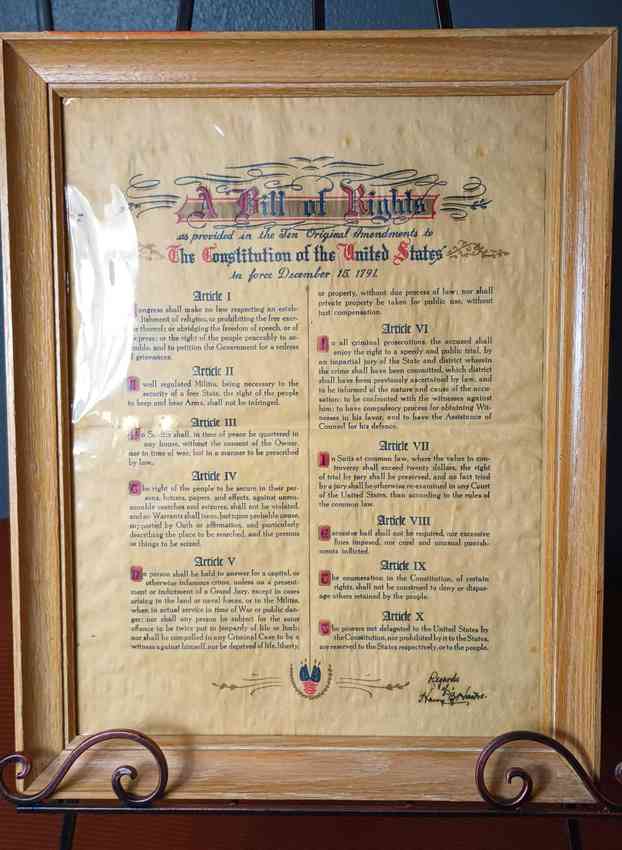 A Bill of Rights
as provided in the Ten Original Amendments to
The Constitution of the United States
in force December 15, 1791.
Article I
Congress shall make no law respecting an estab-
lishment of religion, or prohibiting the free exer-
thereof; or abridging the freedom of speech, or of
press; or the right of the people peaceably to as-
semble, and to petition the Government for a redress
of grievances.
Article II
A well regulated Militia, being necessary to the
security of a free State, the right of the people
to keep and bear Arms, shall not be infringed.
Article III
No Soldier shall, in time of peace be quartered in
any house, without the consent of the Owner,
nor in time of war, but in a manner to be prescribed
by law.
Article IV
The right of the people to be secure in their per-
sons, houses, papers, and effects, against unrea-
sonable searches and seizures, shall not be violated,
and no Warrants shall issue, but upon probable cause,
supported by Oath or affirmation, and particularly
describing the place to be searched, and the persons
or things to be seized.
Article V
No person shall be held to answer for a capital, or
otherwise infamous crime, unless on a present-
ment or indictment of a Grand Jury, except in cases
arising in the land or naval forces, or in the Militia,
when in actual service in time of War or public dan-
ger; nor shall any person be subject for the same
offence to be twice put in jeopardy of life or limb;
nor shall be compelled in any Criminal Case to be a
witness against himself, nor be deprived of life, liberty,
or property, without due process of law; nor shall
private property be taken for public use, without
just compensation.
Article VI
In all criminal prosecutions, the accused shall
enjoy the right to a speedy and public trial, by
an impartial jury of the State and district wherein
the crime shall have been committed, which district
shall have been previously ascertained by law, and
to be informed of the nature and cause of the accu-
sation; to be confronted with the witnesses against
him; to have compulsory process for obtaining Wit-
nesses in his favor, and to have the Assistance of
Counsel for his defence.
Article VII
In Suits at common law, where the value in con-
troversy shall exceed twenty dollars, the right
of trial by jury shall be preserved, and no fact tried
by a jury shall be otherwise re-examined in any Court
of the United States, than according to the rules of
the common law.
Article VIII
Excessive bail shall not be required, nor excessive
fines imposed, nor cruel and unusual punish-
ments inflicted.
Article IX
The enumeration in the Constitution, of certain
rights, shall not be construed to deny or dispar-
age others retained by the people.
Article X
The powers not delegated to the United States by
the Constitution, nor prohibited by it to the States,
are reserved to the States respectively, or to the people.
Regards
Harry